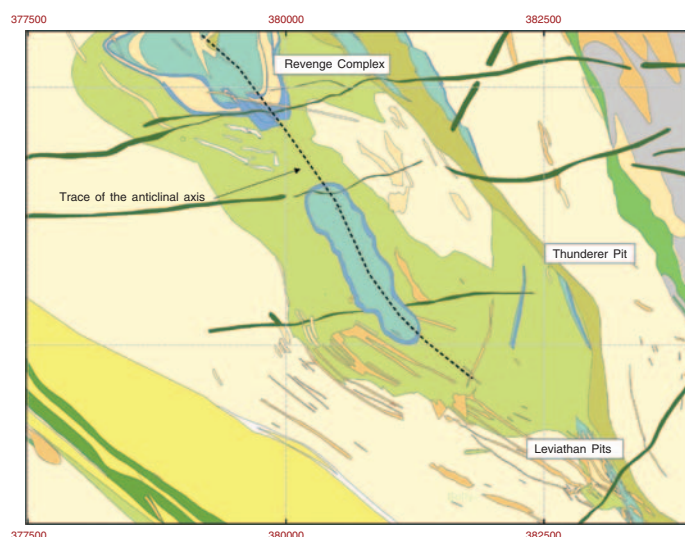 377500 380000 382500
Revenge Complex
Trace of the anticlinal axis
Thunderer Pit
Leviathan Pits
377500 380000 382500